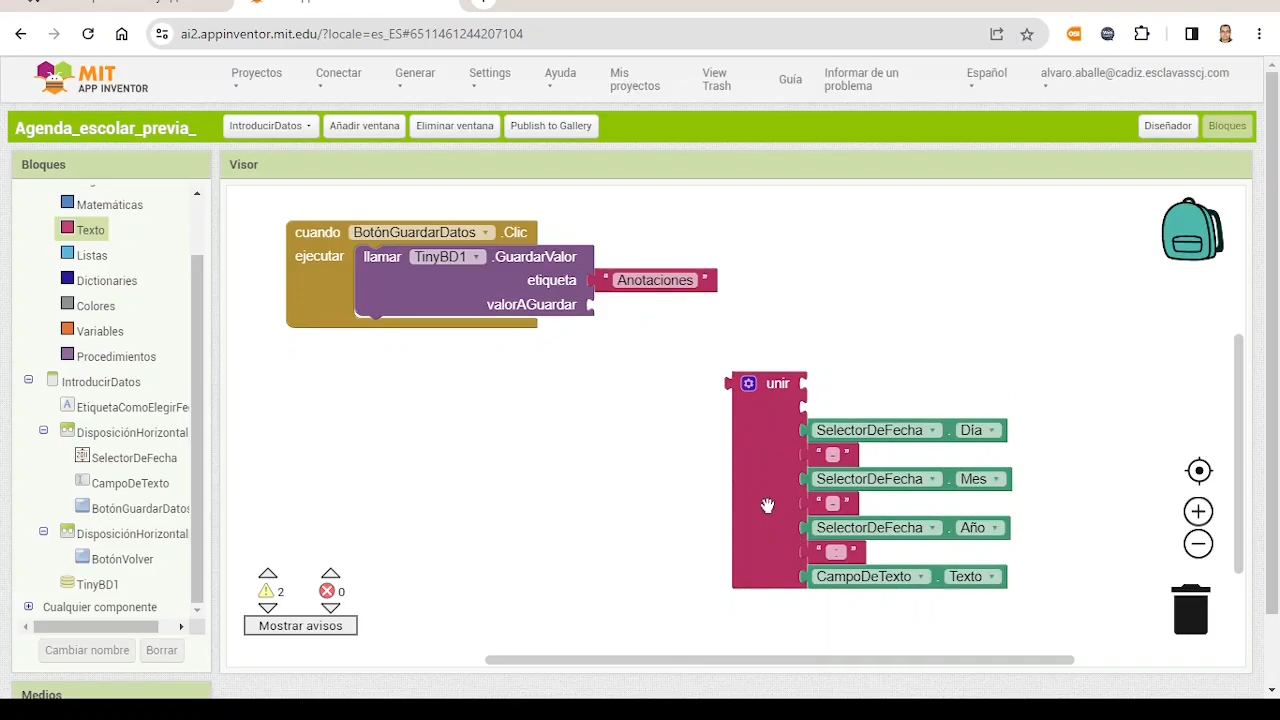 ai2.appinventor.mit.edu/?locale=es_ES#6511461244207104
MIT
APP INVENTOR
Proyectos
Conectar
Generar
Settings
Ayuda
Mis proyectos
View Trash
Guía
Informar de un problema
Español
alvaro.aballe@cadiz.esclavasscj.com
Agenda_escolar_previa_
IntroducirDatos
Añadir ventana
Eliminar ventana
Publish to Gallery
Diseñador
Bloques
Bloques
Visor
Matemáticas
Texto
Listas
Dictionaries
Colores
Variables
Procedimientos
IntroducirDatos
EtiquetaComoElegirFe
DisposiciónHorizontal
SelectorDeFecha
CampoDeTexto
BotónGuardarDatos
DisposiciónHorizontal
BotónVolver
TinyBD1
Cualquier componente
Cambiar nombre
Borrar
Medios
cuando BotónGuardarDatos .Clic
ejecutar llamar TinyBD1 .GuardarValor
etiqueta “ Anotaciones ”
valorAGuardar
unir
SelectorDeFecha . Día
“ - ”
SelectorDeFecha . Mes
“ - ”
SelectorDeFecha . Año
“ : ”
CampoDeTexto . Texto
2
0
Mostrar avisos